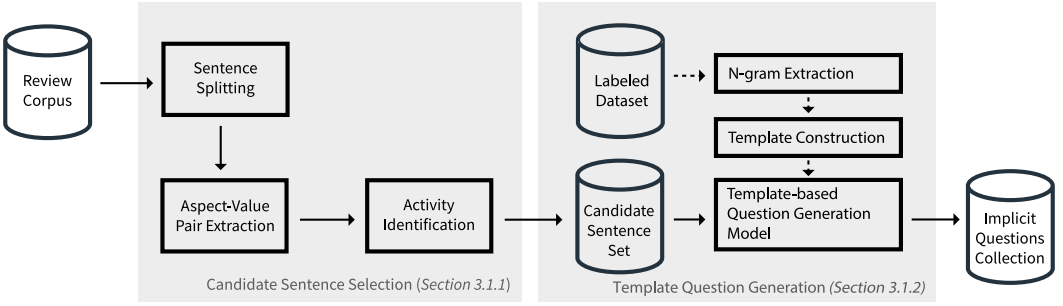 Review
Corpus
Sentence
Splitting
Aspect-Value
Pair Extraction
Activity
Identification
Candidate Sentence Selection (Section 3.1.1)
Labeled
Dataset
N-gram Extraction
Template Construction
Candidate
Sentence
Set
Template-based
Question Generation
Model
Template Question Generation (Section 3.1.2)
Implicit
Questions
Collection